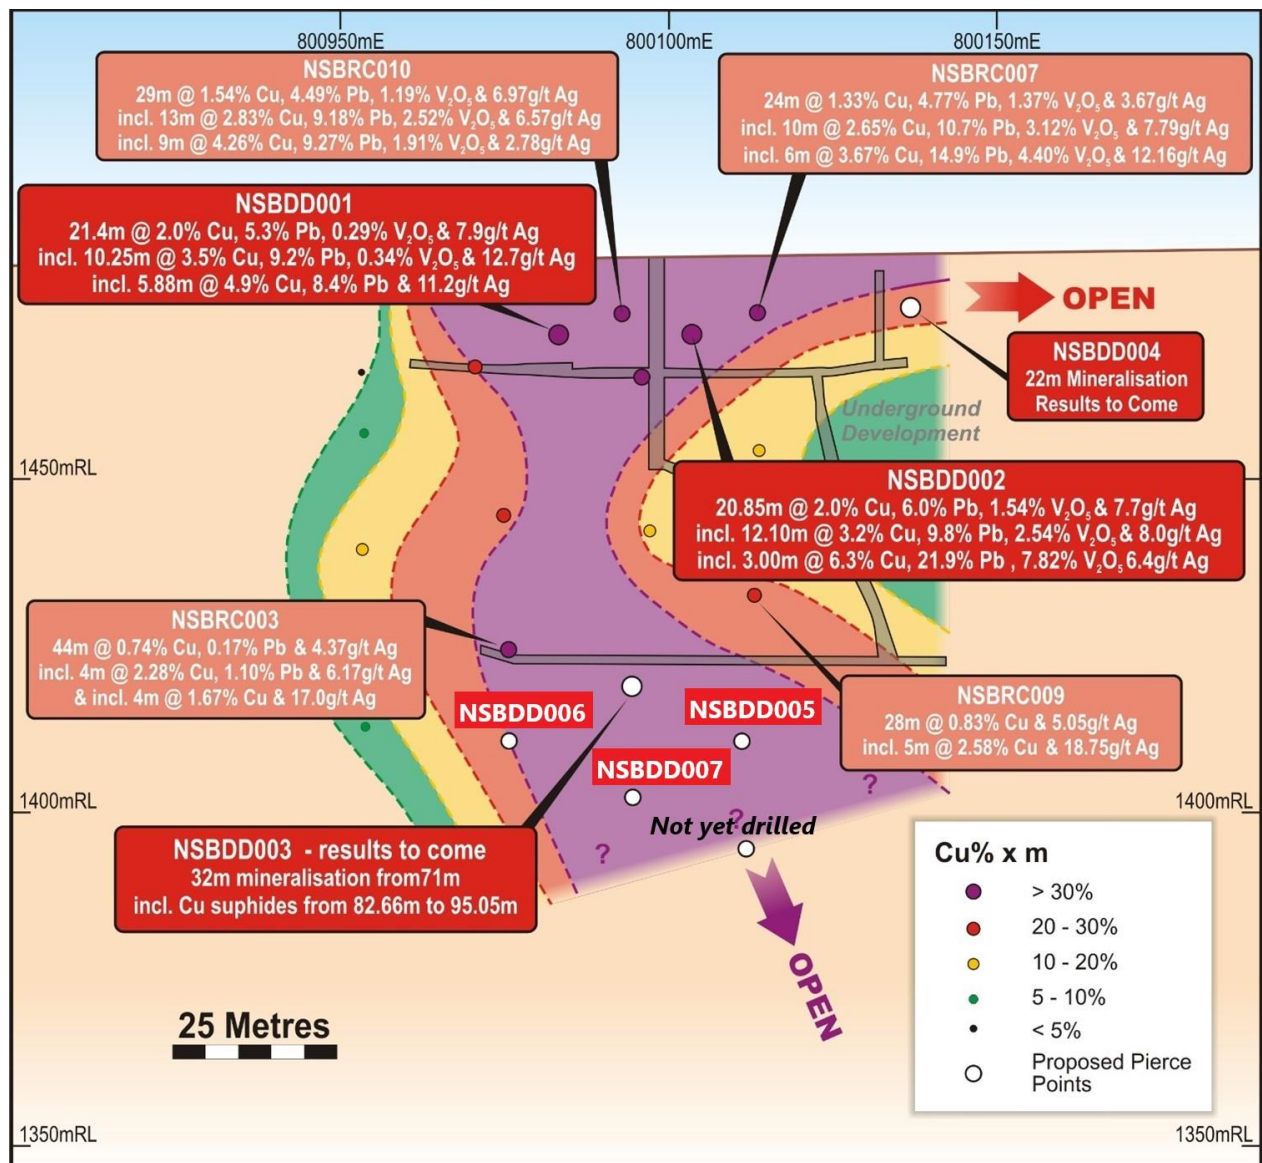 800950mE
800100mE
800150mE
NSBRC010
29m @ 1.54% Cu, 4.49% Pb, 1.19% V₂O₅ & 6.97g/t Ag
incl. 13m @ 2.83% Cu, 9.18% Pb, 2.52% V₂O₅ & 6.57g/t Ag
incl. 9m @ 4.26% Cu, 9.27% Pb, 1.91% V₂O₅ & 2.78g/t Ag
NSBRC007
24m @ 1.33% Cu, 4.77% Pb, 1.37% V₂O₅ & 3.67g/t Ag
incl. 10m @ 2.65% Cu, 10.7% Pb, 3.12% V₂O₅ & 7.79g/t Ag
incl. 6m @ 3.67% Cu, 14.9% Pb, 4.40% V₂O₅ & 12.16g/t Ag
NSBDD001
21.4m @ 2.0% Cu, 5.3% Pb, 0.29% V₂O₅ & 7.9g/t Ag
incl. 10.25m @ 3.5% Cu, 9.2% Pb, 0.34% V₂O₅ & 12.7g/t Ag
incl. 5.88m @ 4.9% Cu, 8.4% Pb & 11.2g/t Ag
OPEN
NSBDD004
22m Mineralisation
Results to Come
Underground
Development
1450mRL
NSBDD002
20.85m @ 2.0% Cu, 6.0% Pb, 1.54% V₂O₅ & 7.7g/t Ag
incl. 12.10m @ 3.2% Cu, 9.8% Pb, 2.54% V₂O₅ & 8.0g/t Ag
incl. 3.00m @ 6.3% Cu, 21.9% Pb , 7.82% V₂O₅ 6.4g/t Ag
NSBRC003
44m @ 0.74% Cu, 0.17% Pb & 4.37g/t Ag
incl. 4m @ 2.28% Cu, 1.10% Pb & 6.17g/t Ag
& incl. 4m @ 1.67% Cu & 17.0g/t Ag
NSBRC009
28m @ 0.83% Cu & 5.05g/t Ag
incl. 5m @ 2.58% Cu & 18.75g/t Ag
NSBDD006
NSBDD005
NSBDD007
?
?
?
Not yet drilled
1400mRL
1400mRL
NSBDD003 - results to come
32m mineralisation from71m
incl. Cu suphides from 82.66m to 95.05m
OPEN
25 Metres
Cu% x m
> 30%
20 - 30%
10 - 20%
5 - 10%
< 5%
Proposed Pierce
Points
1350mRL
1350mRL